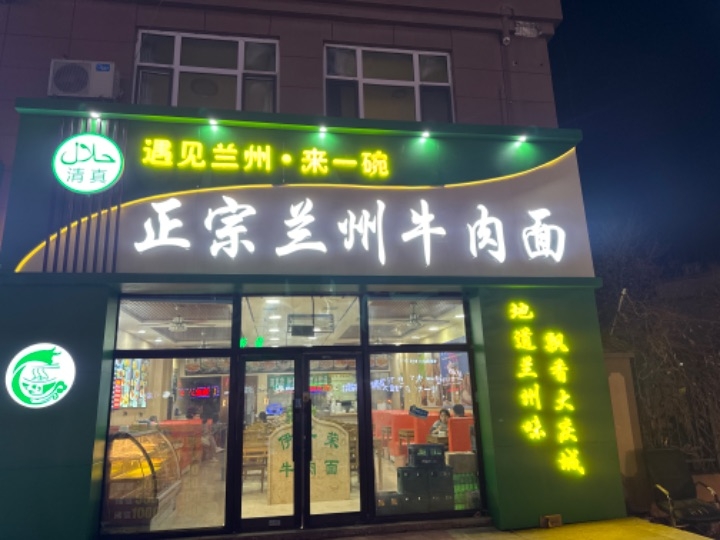 حلال
清真
遇见兰州·来一碗
正宗兰州牛肉面
地道兰州味
飘香大茨城
牛肉面